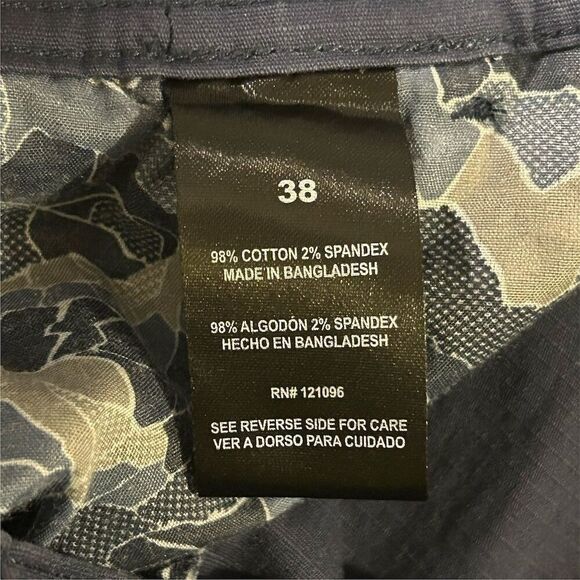 38
98% COTTON 2% SPANDEX
MADE IN BANGLADESH
98% ALGODÓN 2% SPANDEX
HECHO EN BANGLADESH
RN# 121096
SEE REVERSE SIDE FOR CARE
VER A DORSO PARA CUIDADO